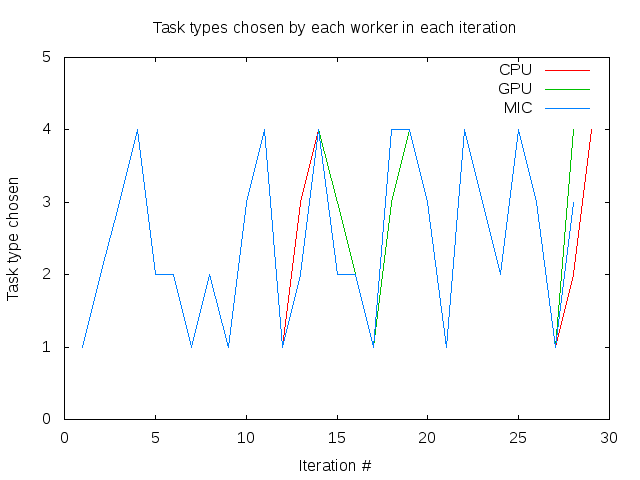 Task types chosen by each worker in each iteration
CPU
GPU
MIC
5
4
3
2
1
0
Task type chosen
0 5 10 15 20 25 30
Iteration #